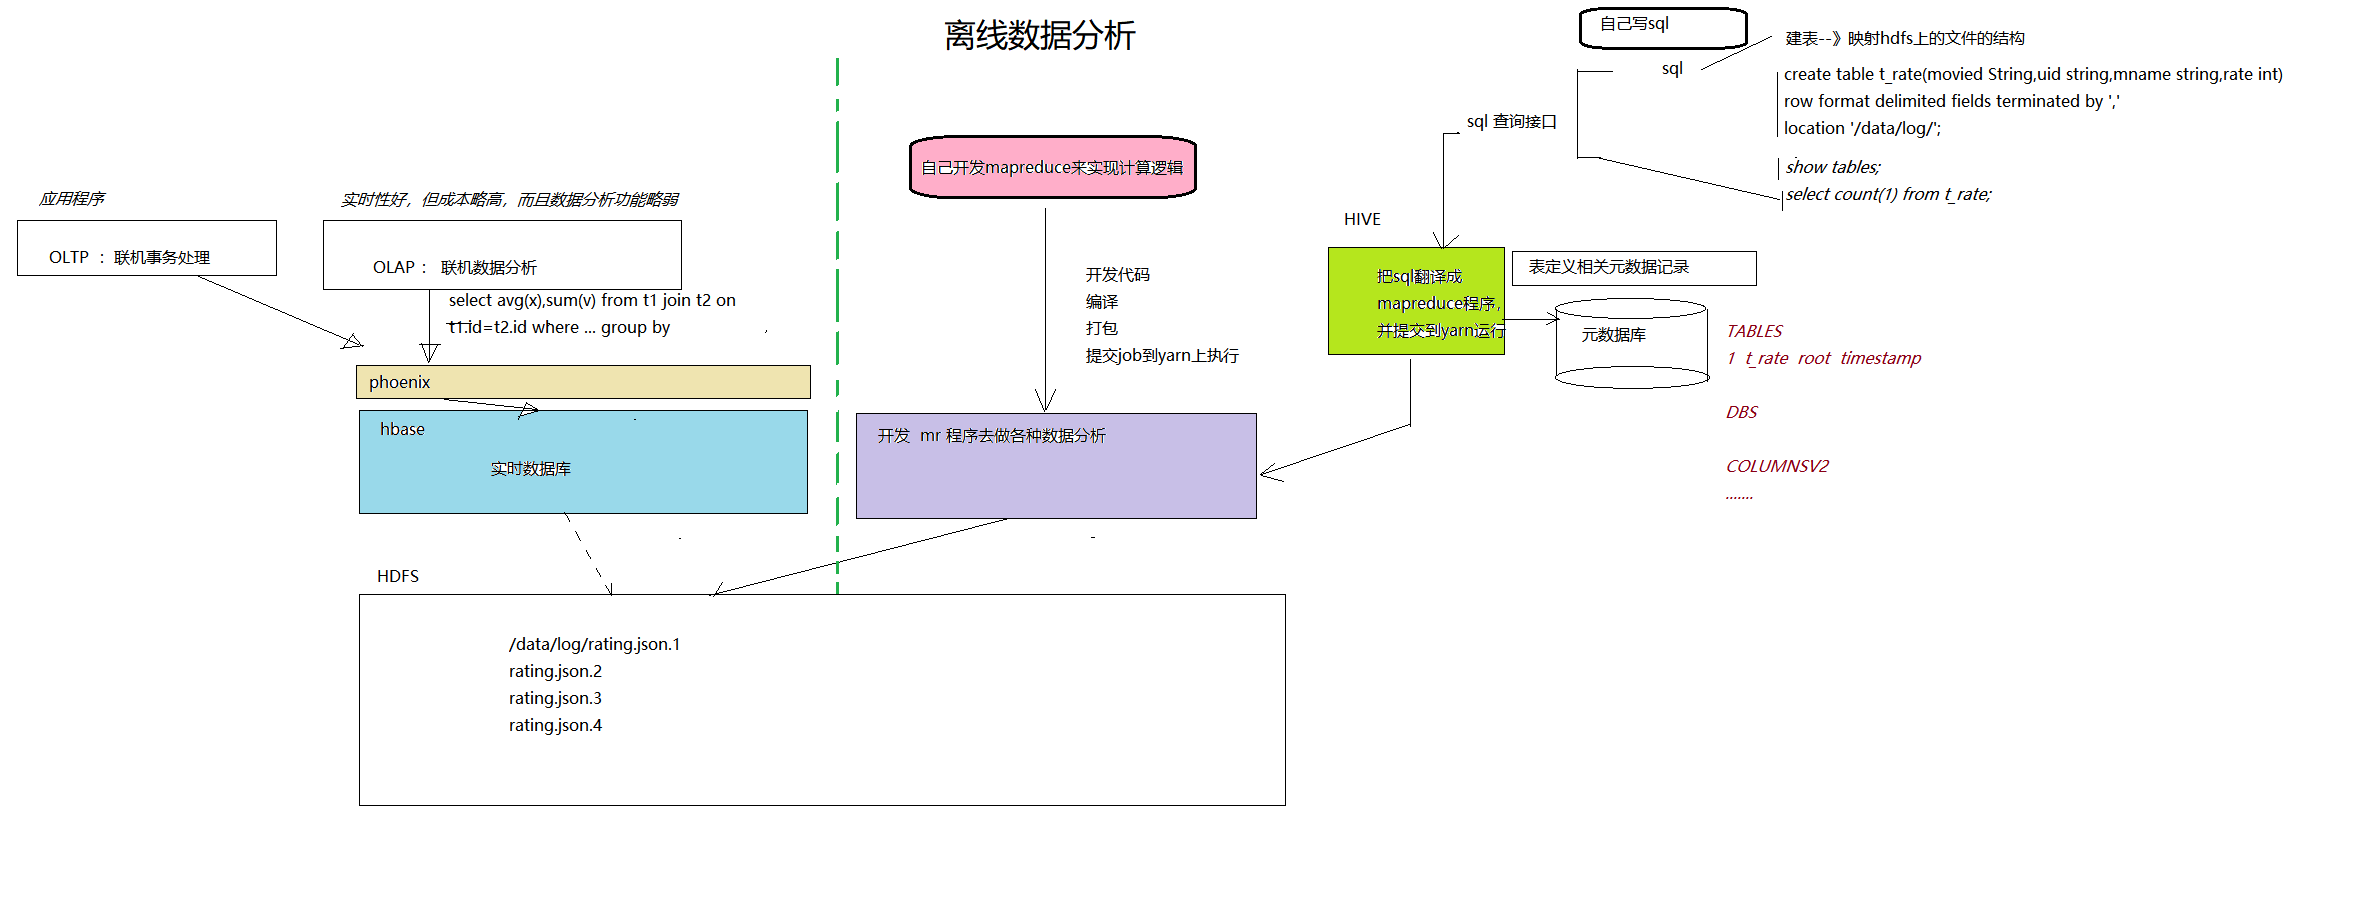 离线数据分析
自己写sql
建表--》映射hdfs上的文件的结构
sql
create table t_rate(movied String,uid string,mname string,rate int)
row format delimited fields terminated by ','
location '/data/log/';
sql 查询接口
show tables;
select count(1) from t_rate;
自己开发mapreduce来实现计算逻辑
应用程序
OLTP ：联机事务处理
实时性好，但成本略高，而且数据分析功能略弱
OLAP： 联机数据分析
select avg(x),sum(v) from t1 join t2 on
t1.id=t2.id where ... group by
phoenix
hbase
实时数据库
开发代码
编译
打包
提交job到yarn上执行
开发 mr 程序去做各种数据分析
HIVE
把sql翻译成
mapreduce程序，
并提交到yarn运行
表定义相关元数据记录
元数据库
TABLES
1 t_rate root timestamp
DBS
COLUMNSV2
.......
HDFS
/data/log/rating.json.1
rating.json.2
rating.json.3
rating.json.4